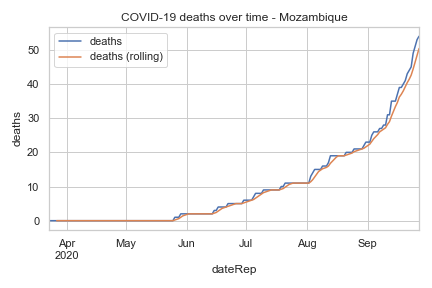 COVID-19 deaths over time - Mozambique
deaths
deaths (rolling)
50
40
30
20
10
0
deaths
Apr
2020
May
Jun
Jul
Aug
Sep
dateRep